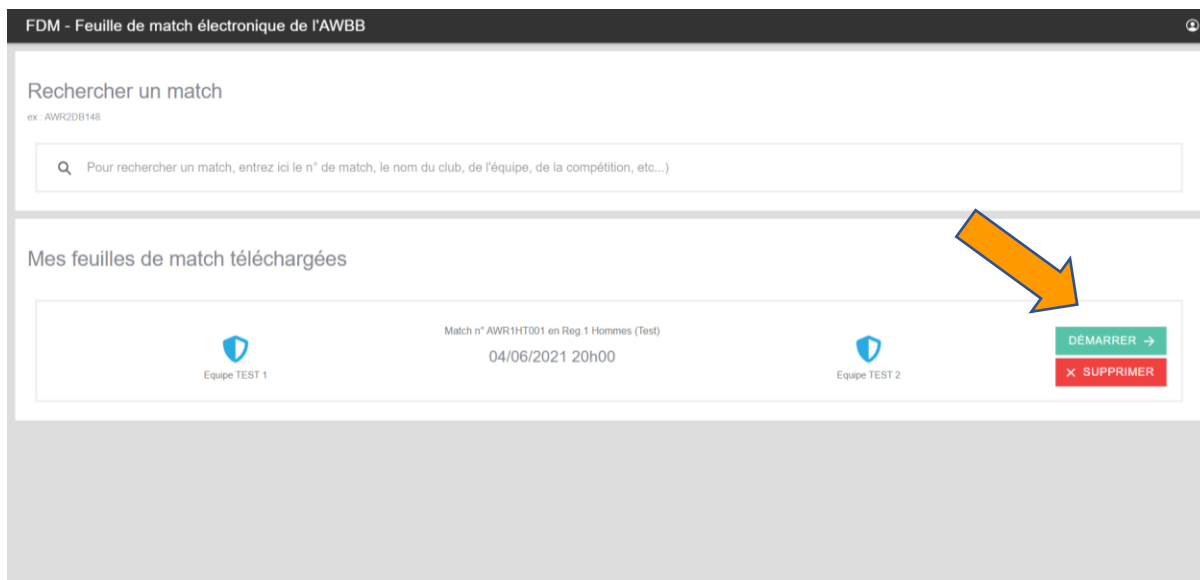 FDM - Feuille de match électronique de l'AWBB
Rechercher un match
ex : AWR2DB148
Pour rechercher un match, entrez ici le n° de match, le nom du club, de l'équipe, de la compétition, etc...)
Mes feuilles de match téléchargées
Match n° AWR1HT001 en Reg.1 Hommes (Test)
04/06/2021 20h00
Equipe TEST 1
Equipe TEST 2
DÉMARRER →
× SUPPRIMER